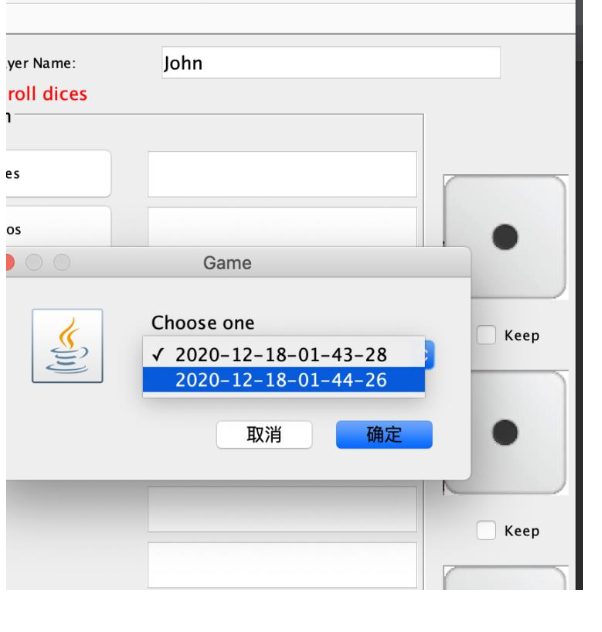 yer Name:
John
roll dices
es
os
Game
Choose one
✓ 2020-12-18-01-43-28
2020-12-18-01-44-26
Keep
取消
确定
Keep